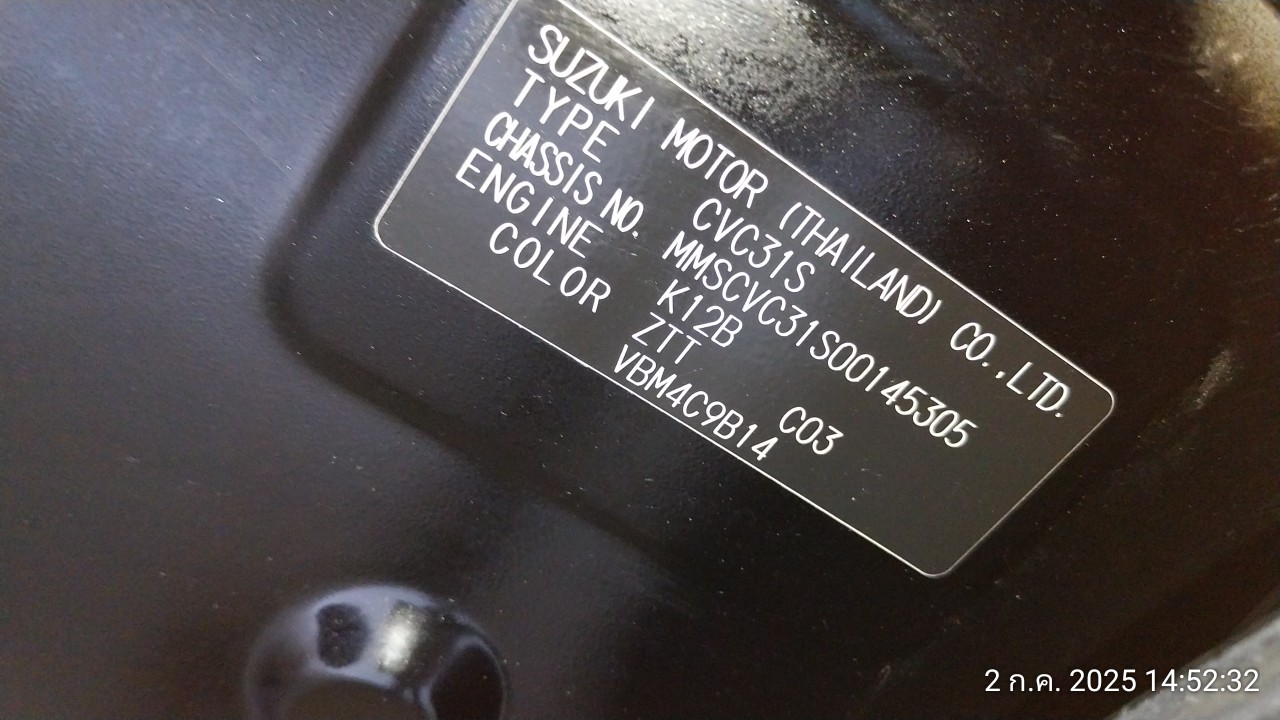 SUZUKI MOTOR (THAILAND) CO.,LTD.
TYPE CVC31S
CHASSIS NO. MMSCVC31S00145305
ENGINE K12B
COLOR ZTT C03
VBM4C9B14
2 ก.ค. 2025 14:52:32